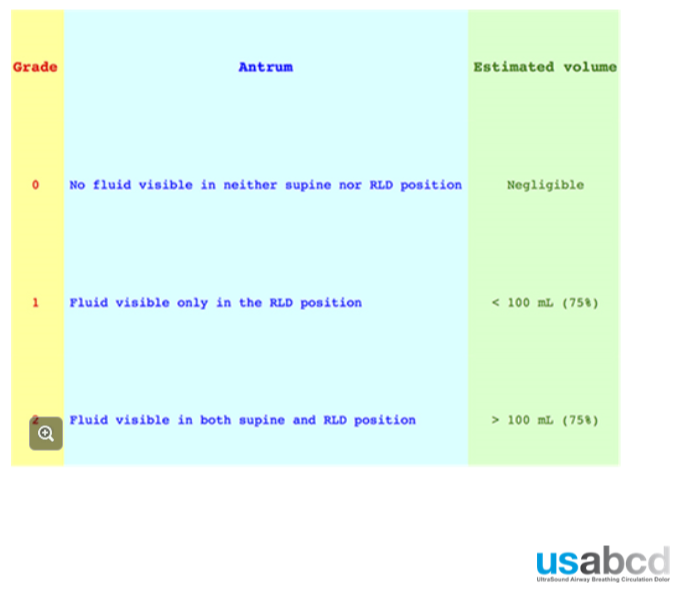 Grade Antrum Estimated volume
0 No fluid visible in neither supine nor RLD position Negligible
1 Fluid visible only in the RLD position < 100 mL (75%)
2 Fluid visible in both supine and RLD position > 100 mL (75%)
usabcd
UltraSound Airway Breathing Circulation Dolor